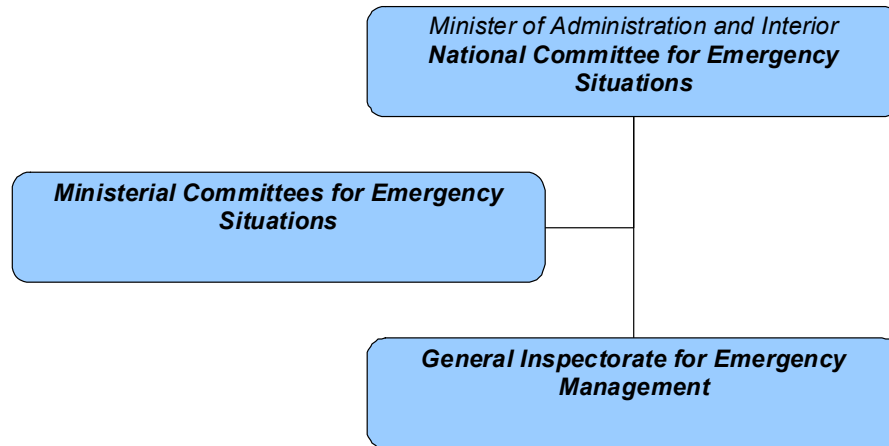 Minister of Administration and Interior
National Committee for Emergency
Situations
Ministerial Committees for Emergency
Situations
General Inspectorate for Emergency
Management